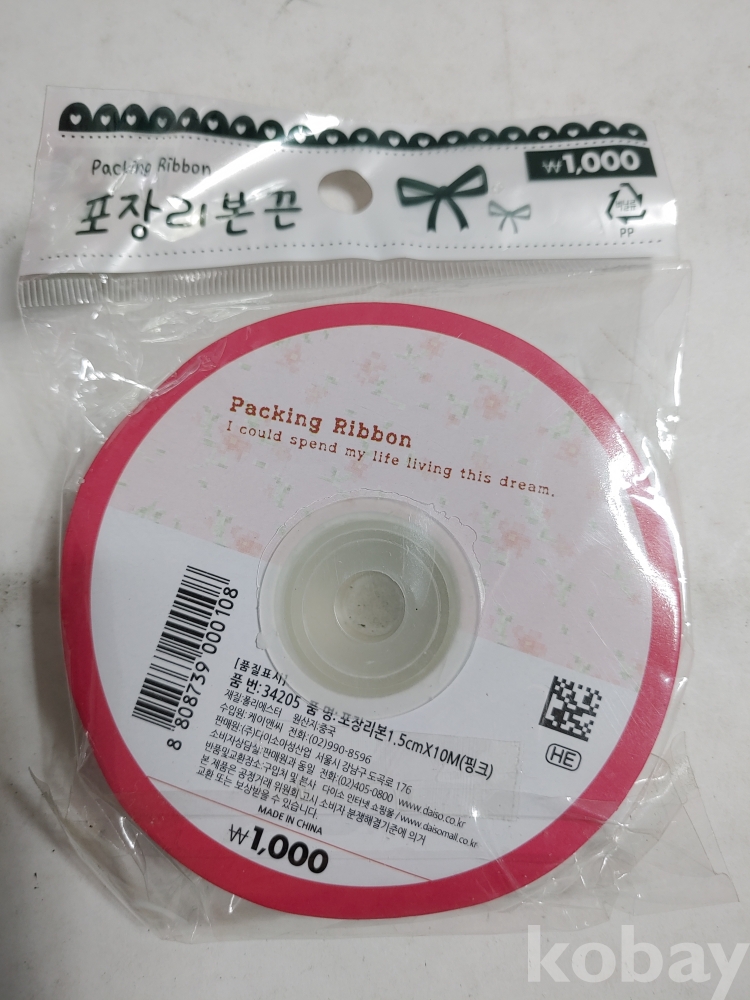 Packing Ribbon
포장리본끈
₩1,000
비닐류
PP
Packing Ribbon
I could spend my life living this dream.
8 808739 000108
[품질표시]
품 번:34205 품 명:포장리본1.5cmX10M(핑크)
재질:폴리에스터 원산지:중국
수입원:케이앤씨 전화:(02)990-8596
판매원:(주)다이소아성산업 서울시 강남구 도곡로 176
소비자상담실:판매원과 동일 전화:(02)405-0800 www.daiso.co.kr
반품및교환장소:구입처 및 본사 다이소 인터넷 쇼핑몰/www.daisomall.co.kr
본 제품은 공정거래 위원회 고시 소비자 분쟁해결기준에 의거
교환 또는 보상받을 수 있습니다.
MADE IN CHINA
₩1,000
HE
kobay